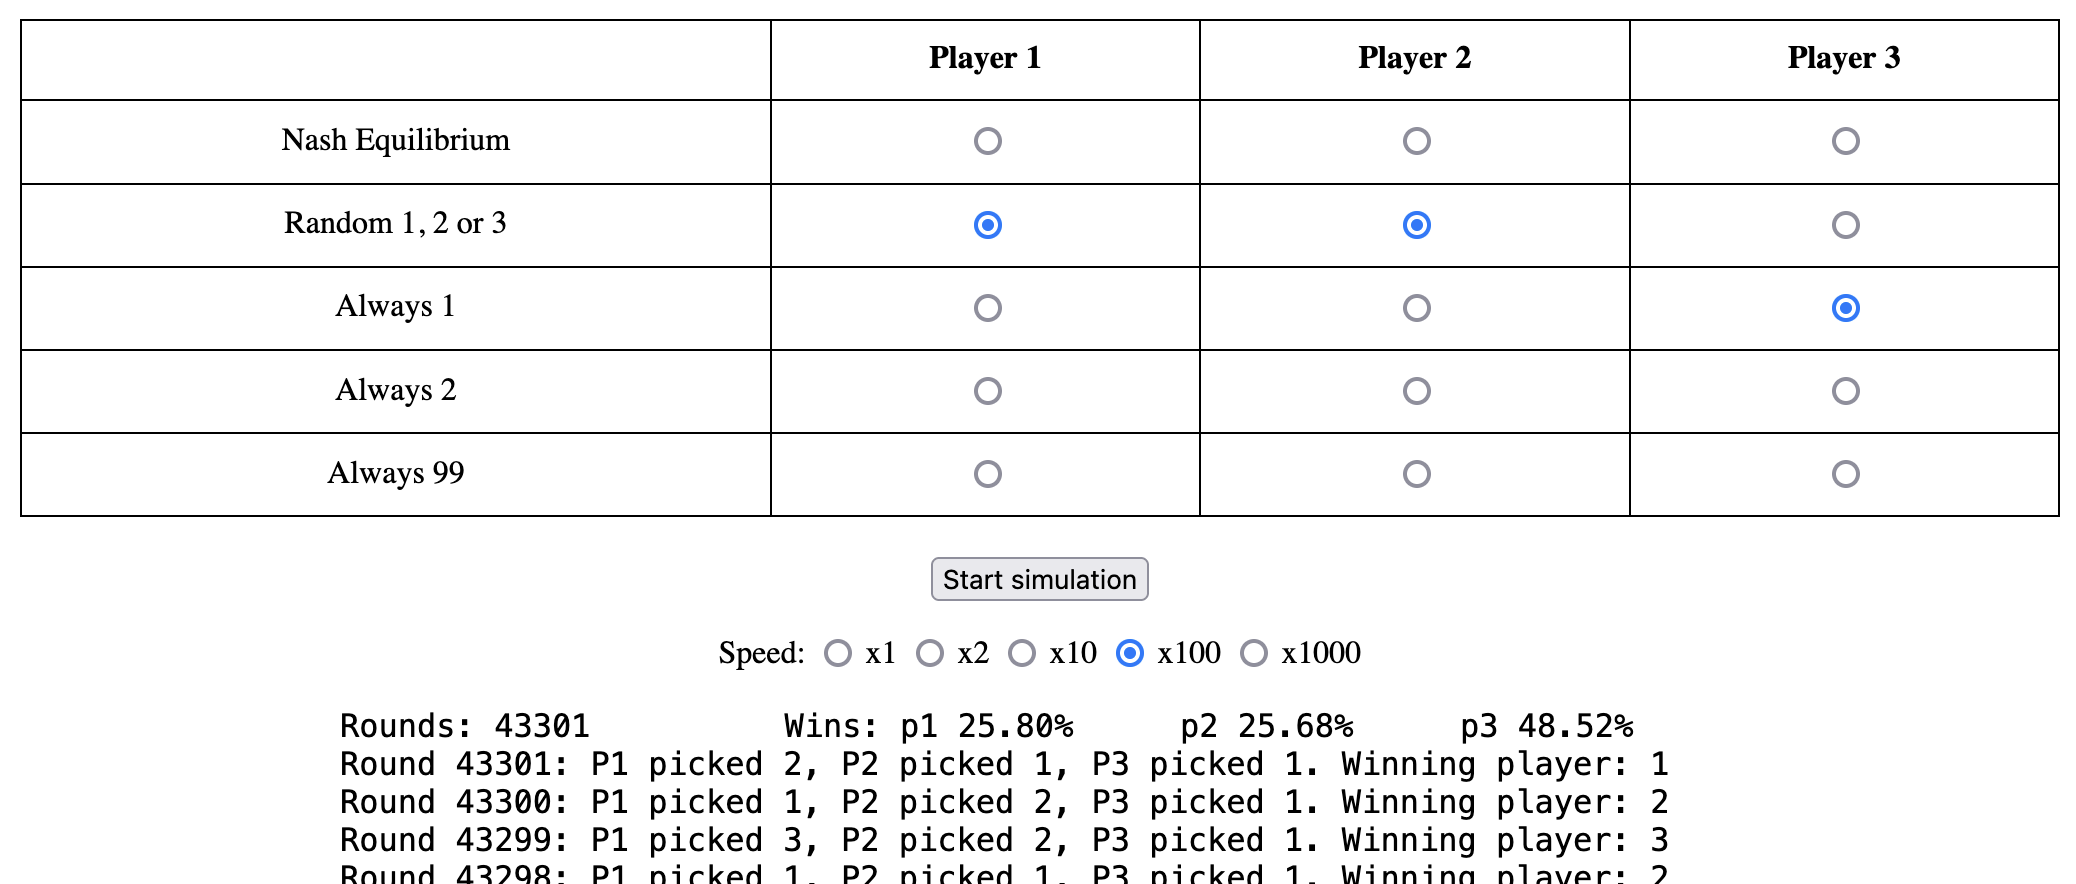 Player 1 Player 2 Player 3
Nash Equilibrium
Random 1, 2 or 3
Always 1
Always 2
Always 99
Start simulation
Speed: x1 x2 x10 x100 x1000
Rounds: 43301 Wins: p1 25.80% p2 25.68% p3 48.52%
Round 43301: P1 picked 2, P2 picked 1, P3 picked 1. Winning player: 1
Round 43300: P1 picked 1, P2 picked 2, P3 picked 1. Winning player: 2
Round 43299: P1 picked 3, P2 picked 2, P3 picked 1. Winning player: 3
Round 43298: P1 picked 1, P2 picked 1, P3 picked 1. Winning player: 2